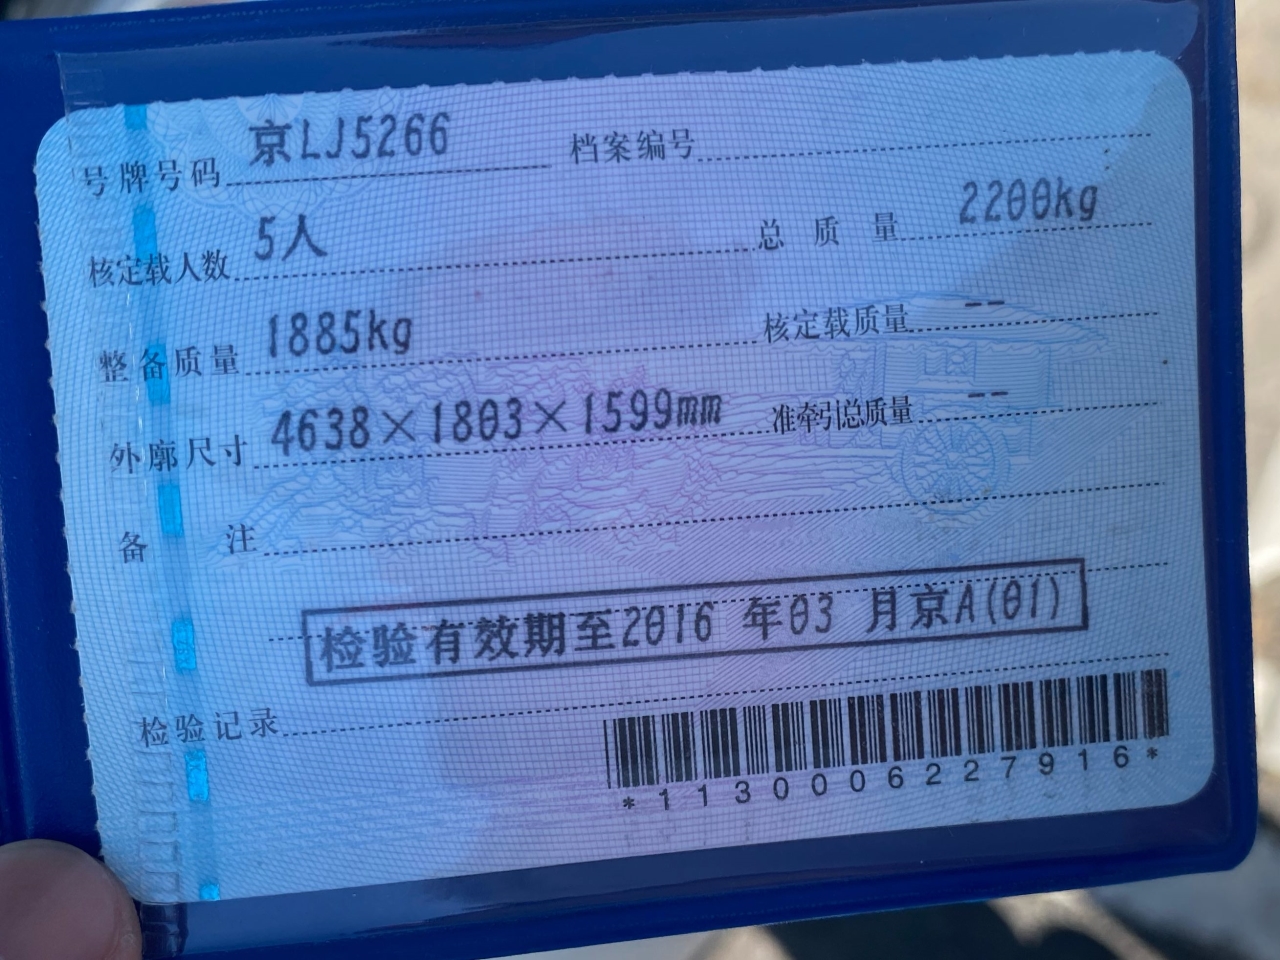 号牌号码 京LJ5266 档案编号
核定载人数 5人 总质量 2200kg
整备质量 1885kg 核定载质量 --
外廓尺寸 4638×1803×1599mm 准牵引总质量 --
备注
检验有效期至2016 年03 月京A(01)
检验记录
*1130006227916*